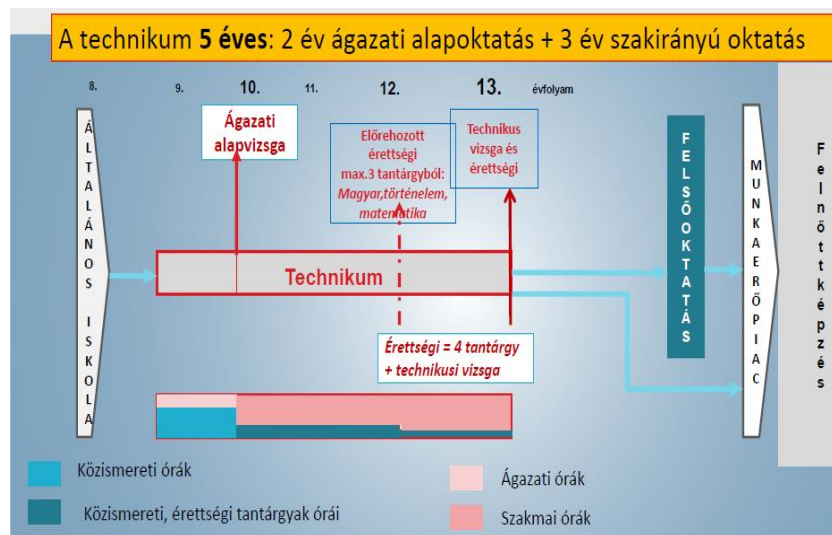 A technikum 5 éves: 2 év ágazati alapoktatás + 3 év szakirányú oktatás
8. 9. 10. 11. 12. 13. évfolyam
ÁLTALÁNOS ISKOLA
Ágazati
alapvizsga
Előrehozott
érettségi
max.3 tantárgyból:
Magyar,történelem,
matematika
Technikus
vizsga és
érettségi
Technikum
Érettségi = 4 tantárgy
+ technikusi vizsga
FELSŐOKTATÁS
MUNKAERŐPIAC
Felnőttképzés
Közismereti órák
Közismereti, érettségi tantárgyak órái
Ágazati órák
Szakmai órák